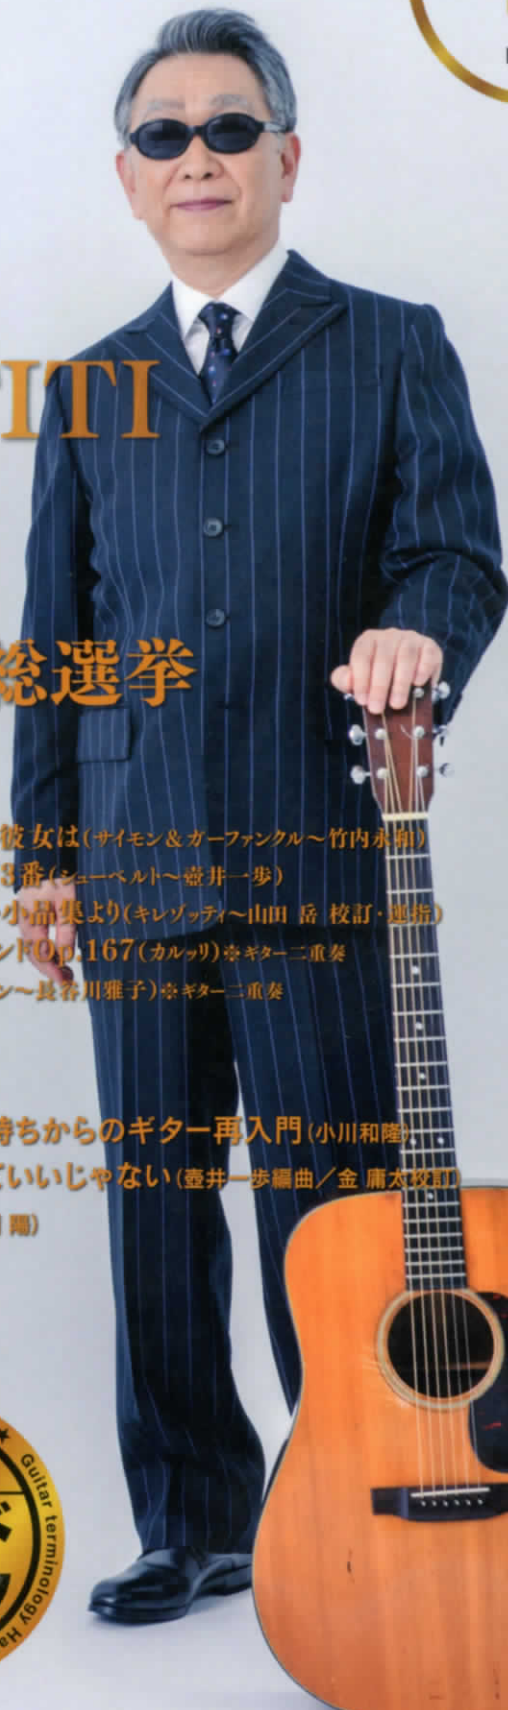 ITI
総選挙
彼女は(サイモン&ガーファンクル～竹内永和)
3番(シューベルト～壺井一歩)
小品集より(キレゾッティ～山田 岳 校訂・運指)
ンドOp.167(カルッリ)※ギター二重奏
ン～長谷川雅子)※ギター二重奏
持ちからのギター再入門(小川和隆)
ていいじゃない(壺井一歩編曲／金 庸太校訂)
陽)
Guitar terminology Ha